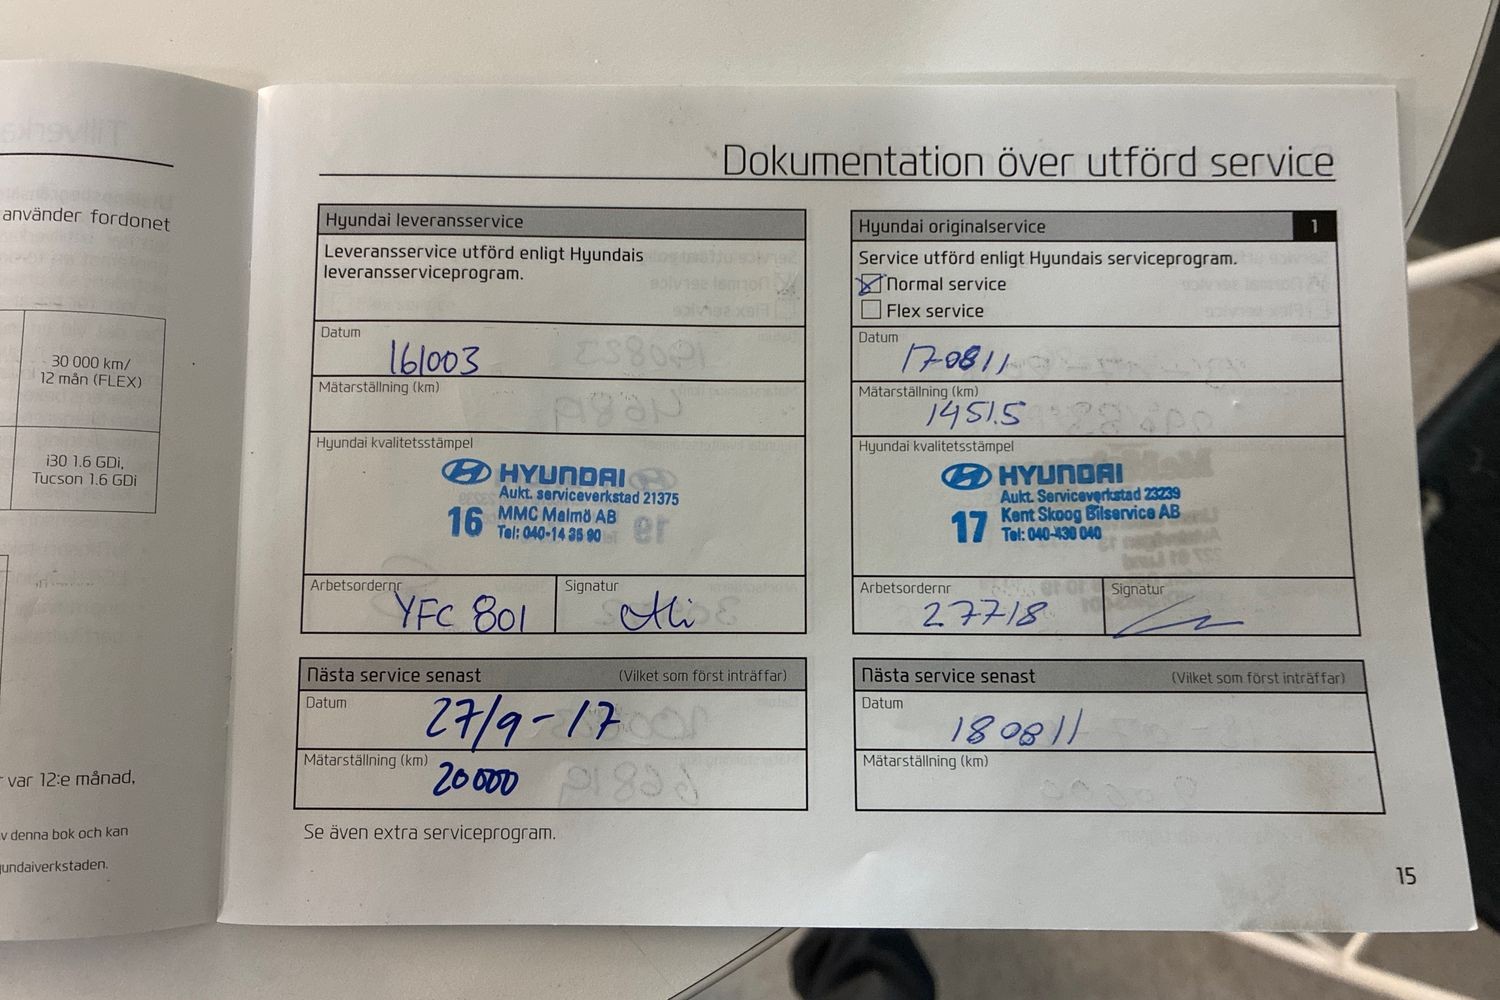 använder fordonet
30 000 km/
12 mån (FLEX)
i30 1.6 GDi,
Tucson 1.6 GDi
var 12:e månad,
denna bok och kan
Dokumentation över utförd service
Hyundai leveransservice
Leveransservice utförd enligt Hyundais
leveransserviceprogram.
Datum
161003
Mätarställning (km)
Hyundai kvalitetsstämpel
HYUNDAI
Aukt. serviceverkstad 21375
16 MMC Malmö AB
Tel: 040-14 35 90
Arbetsordernr
YFC 801
Signatur
Ali
Nästa service senast (Vilket som först inträffar)
Datum
27/9-17
Mätarställning (km)
20000
Se även extra serviceprogram.
Hyundai originalservice 1
Service utförd enligt Hyundais serviceprogram.
Normal service
Flex service
Datum
170811
Mätarställning (km)
14515
Hyundai kvalitetsstämpel
HYUNDAI
Aukt. Serviceverkstad 23239
17 Kent Skoog Bilservice AB
Tel: 040-430 040
Arbetsordernr
27718
Signatur
Nästa service senast (Vilket som först inträffar)
Datum
180811
Mätarställning (km)
15